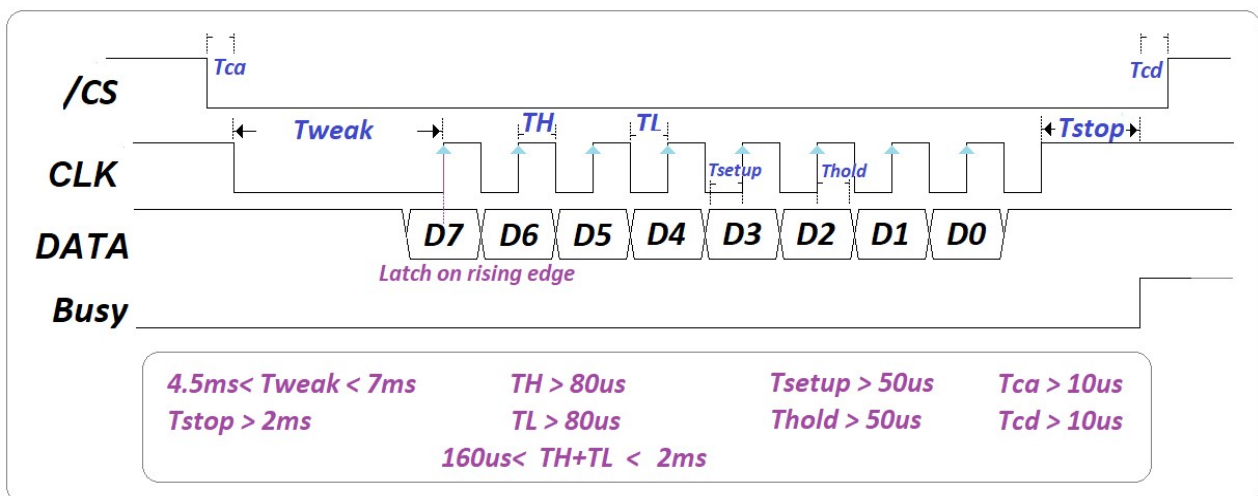 Tca
Tcd
/CS
Tweak
TH
TL
Tstop
CLK
Tsetup
Thold
DATA
D7 D6 D5 D4 D3 D2 D1 D0
Latch on rising edge
Busy
4.5ms< Tweak < 7ms TH > 80us Tsetup > 50us Tca > 10us
Tstop > 2ms TL > 80us Thold > 50us Tcd > 10us
160us< TH+TL < 2ms